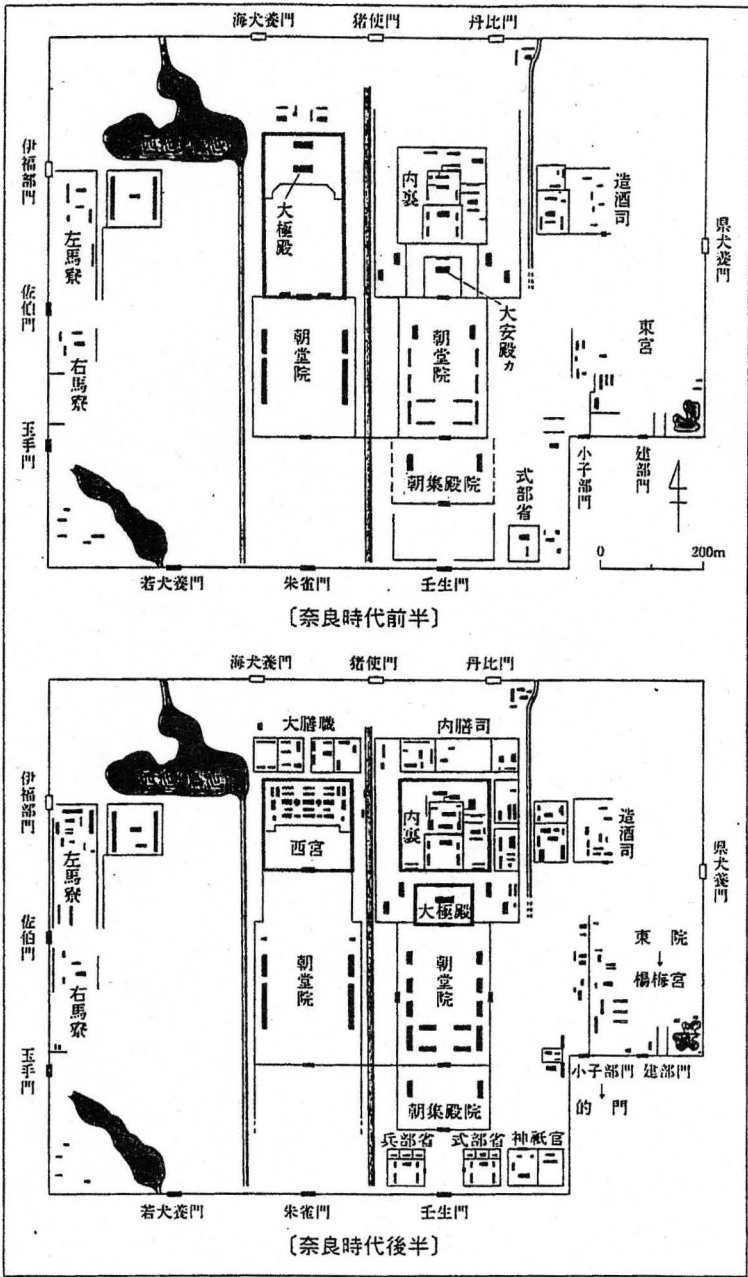 海犬養門
猪使門
丹比門
西池
伊福部門
左馬寮
佐伯門
右馬寮
玉手門
大極殿
朝堂院
内裏
大安殿ヵ
朝堂院
朝集殿院
造酒司
県犬養門
東宮
式部省
小子部門
建部門
0 200m
若犬養門
朱雀門
壬生門
〔奈良時代前半〕
海犬養門
猪使門
丹比門
西池
大膳職
内膳司
伊福部門
左馬寮
佐伯門
右馬寮
玉手門
西宮
朝堂院
内裏
大極殿
朝堂院
朝集殿院
造酒司
県犬養門
東院
↓
楊梅宮
小子部門
↓
的門
建部門
兵部省
式部省
神祇官
若犬養門
朱雀門
壬生門
〔奈良時代後半〕